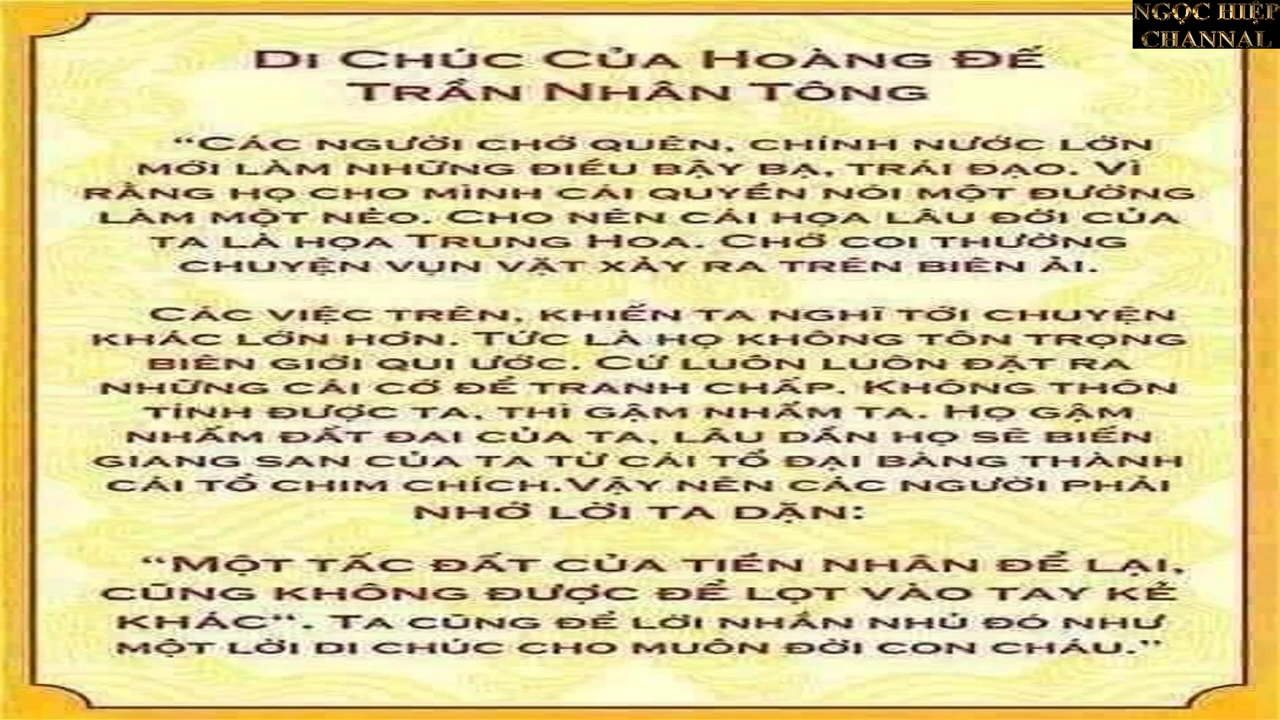 NGỌC HIỆP
CHANNAL
DI CHÚC CỦA HOÀNG ĐẾ
TRẦN NHÂN TÔNG
“CÁC NGƯỜI CHỚ QUÊN, CHÍNH NƯỚC LỚN
MỚI LÀM NHỮNG ĐIỀU BẬY BẠ, TRÁI ĐẠO. VÌ
RẰNG HỌ CHO MÌNH CÁI QUYỀN NÓI MỘT ĐƯỜNG
LÀM MỘT NẺO. CHO NÊN CÁI HỌA LÂU ĐỜI CỦA
TA LÀ HỌA TRUNG HOA. CHỚ COI THƯỜNG
CHUYỆN VỤN VẶT XẢY RA TRÊN BIÊN ẢI.
CÁC VIỆC TRÊN, KHIẾN TA NGHĨ TỚI CHUYỆN
KHÁC LỚN HƠN. TỨC LÀ HỌ KHÔNG TÔN TRỌNG
BIÊN GIỚI QUI ƯỚC. CỨ LUÔN LUÔN ĐẶT RA
NHỮNG CÁI CỚ ĐỂ TRANH CHẤP. KHÔNG THÔN
TÍNH ĐƯỢC TA, THÌ GẬM NHẤM TA. HỌ GẬM
NHẤM ĐẤT ĐAI CỦA TA, LÂU DẦN HỌ SẼ BIẾN
GIANG SAN CỦA TA TỪ CÁI TỔ ĐẠI BÀNG THÀNH
CÁI TỔ CHIM CHÍCH.VẬY NÊN CÁC NGƯỜI PHẢI
NHỚ LỜI TA DẶN:
“MỘT TẤC ĐẤT CỦA TIỀN NHÂN ĐỂ LẠI,
CŨNG KHÔNG ĐƯỢC ĐỂ LỌT VÀO TAY KẺ
KHÁC”. TA CŨNG ĐỂ LỜI NHẮN NHỦ ĐÓ NHƯ
MỘT LỜI DI CHÚC CHO MUÔN ĐỜI CON CHÁU.”